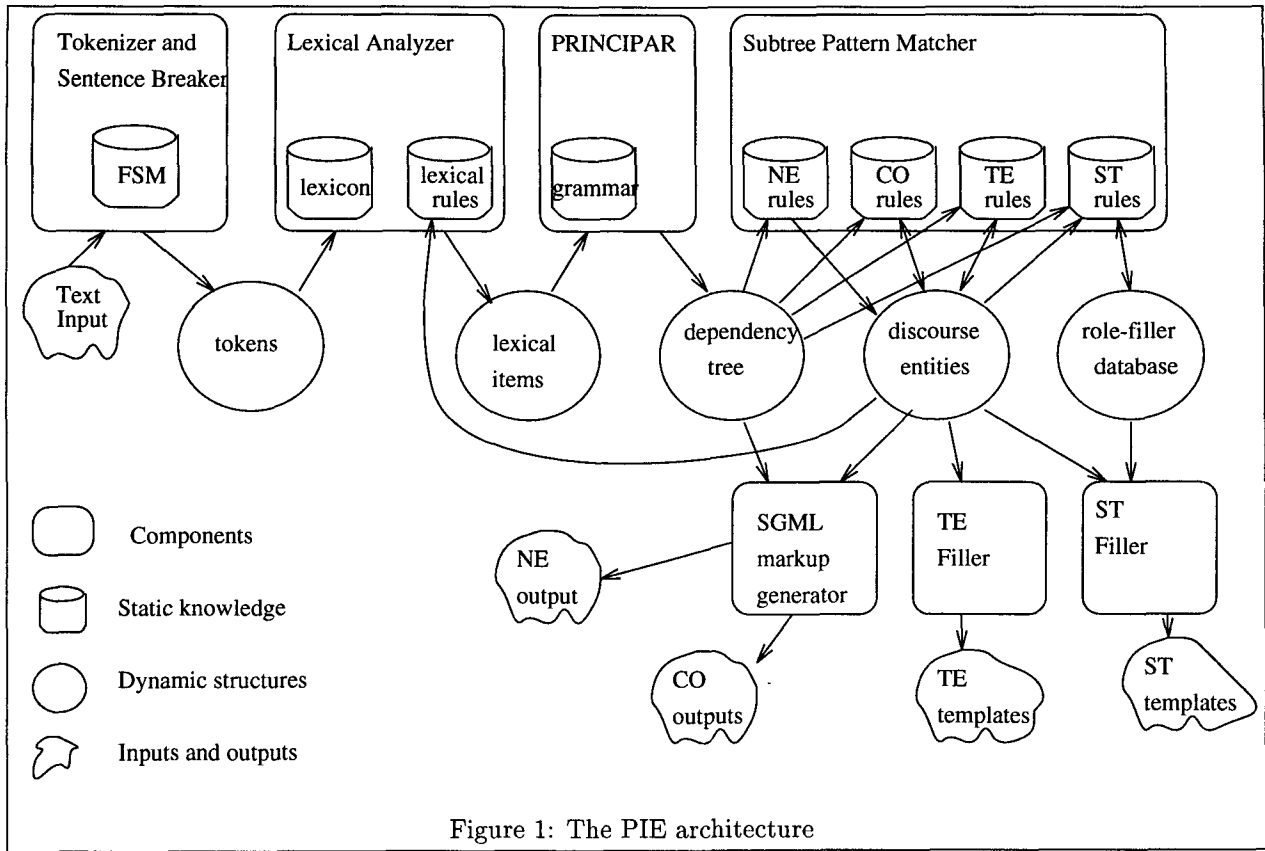 Tokenizer and
Sentence Breaker
FSM
Lexical Analyzer
lexicon
lexical
rules
PRINCIPAR
grammar
Subtree Pattern Matcher
NE
rules
CO
rules
TE
rules
ST
rules
Text
Input
tokens
lexical
items
dependency
tree
discourse
entities
role-filler
database
SGML
markup
generator
TE
Filler
ST
Filler
NE
output
CO
outputs
TE
templates
ST
templates
Components
Static knowledge
Dynamic structures
Inputs and outputs
Figure 1: The PIE architecture